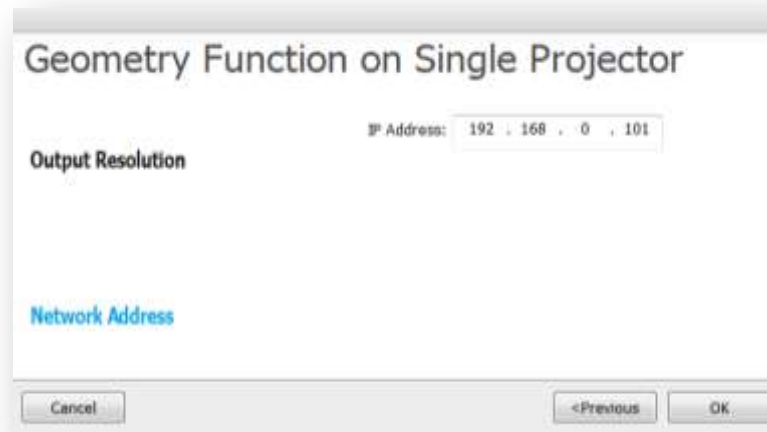 Geometry Function on Single Projector
IP Address: 192 . 168 . 0 . 101
Output Resolution
Network Address
Cancel
<Previous
OK